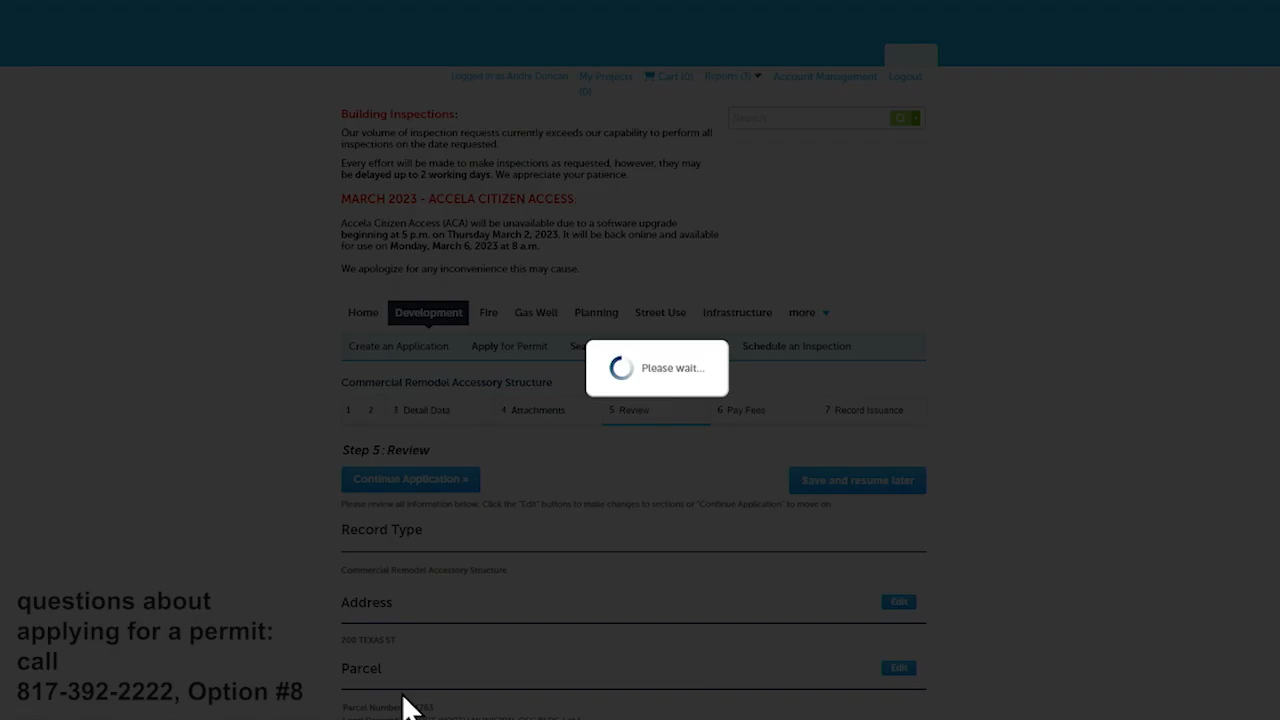 Logged in as Andre Duncan My Projects (0) Cart (0) Reports (3) Account Management Logout
Building Inspections:
Search
Our volume of inspection requests currently exceeds our capability to perform all
inspections on the date requested.
Every effort will be made to make inspections as requested, however, they may
be delayed up to 2 working days. We appreciate your patience.
MARCH 2023 - ACCELA CITIZEN ACCESS:
Accela Citizen Access (ACA) will be unavailable due to a software upgrade
beginning at 5 p.m. on Thursday March 2, 2023. It will be back online and available
for use on Monday, March 6, 2023 at 8 a.m.
We apologize for any inconvenience this may cause.
Home Development Fire Gas Well Planning Street Use Infrastructure more
Create an Application Apply for Permit Sea Schedule an Inspection
Please wait...
Commercial Remodel Accessory Structure
1 2 3 Detail Data 4 Attachments 5 Review 6 Pay Fees 7 Record Issuance
Step 5: Review
Continue Application » Save and resume later
Please review all information below. Click the "Edit" buttons to make changes to sections or "Continue Application" to move on.
Record Type
Commercial Remodel Accessory Structure
Address Edit
200 TEXAS ST
Parcel Edit
Parcel Number
questions about
applying for a permit:
call
817-392-2222, Option #8